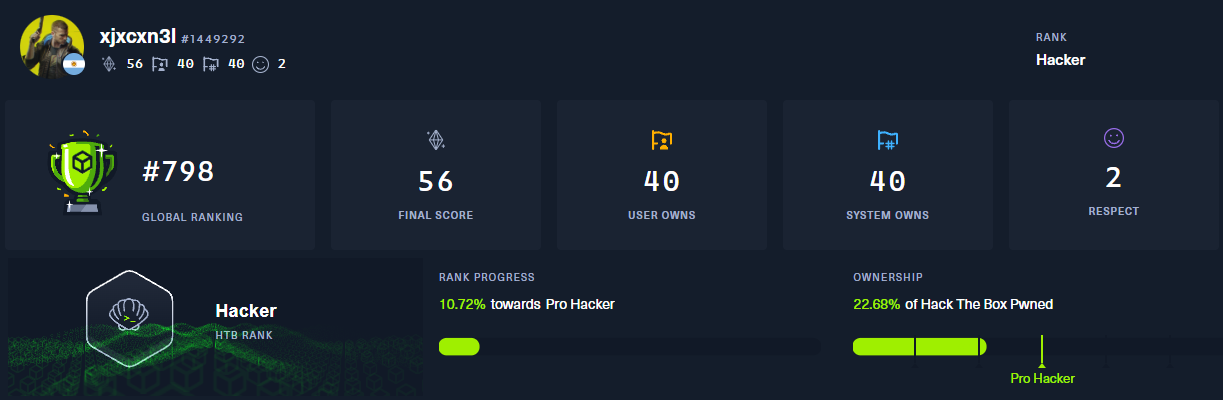 xjxcxn3l #1449292
56 40 40 2
RANK
Hacker
#798
GLOBAL RANKING
56
FINAL SCORE
40
USER OWNS
40
SYSTEM OWNS
2
RESPECT
Hacker
HTB RANK
RANK PROGRESS
10.72% towards Pro Hacker
OWNERSHIP
22.68% of Hack The Box Pwned
Pro Hacker